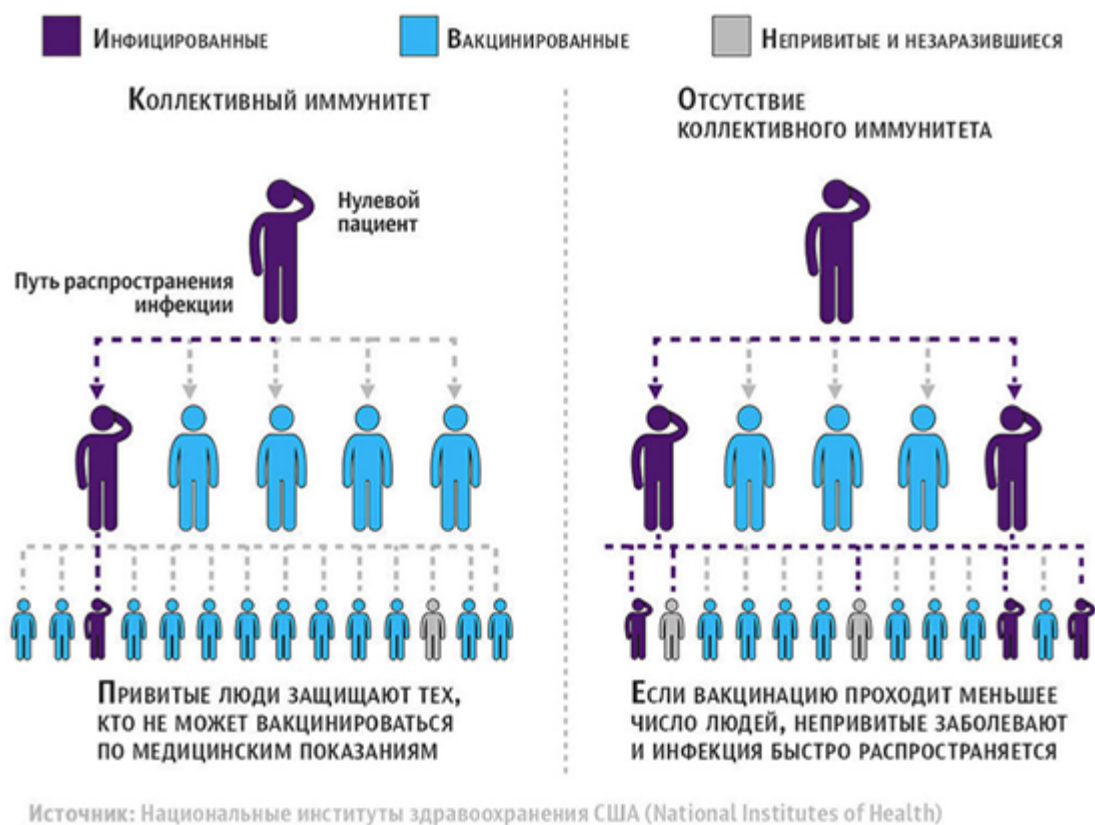 Инфицированные
Вакцинированные
Непривитые и незаразившиеся
Коллективный иммунитет
Нулевой
пациент
Путь распространения
инфекции
Привитые люди защищают тех,
кто не может вакцинироваться
по медицинским показаниям
Отсутствие
коллективного иммунитета
Если вакцинацию проходит меньшее
число людей, непривитые заболевают
и инфекция быстро распространяется
Источник: Национальные институты здравоохранения США (National Institutes of Health)